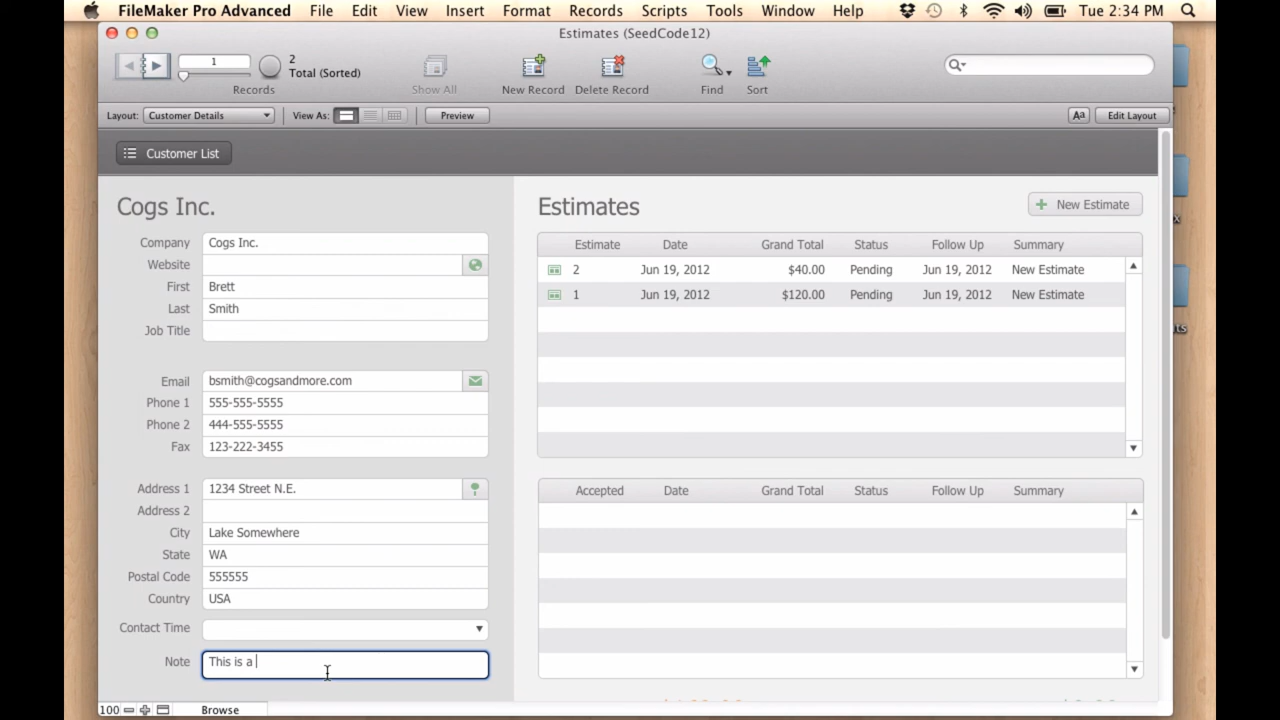 FileMaker Pro Advanced File Edit View Insert Format Records Scripts Tools Window Help Tue 2:34 PM
Estimates (SeedCode12)
1
2
Total (Sorted)
Records
Show All
New Record
Delete Record
Find
Sort
Layout: Customer Details View As: Preview Aa Edit Layout
Customer List
Cogs Inc.
Company Cogs Inc.
Website
First Brett
Last Smith
Job Title
Email bsmith@cogsandmore.com
Phone 1 555-555-5555
Phone 2 444-555-5555
Fax 123-222-3455
Address 1 1234 Street N.E.
Address 2
City Lake Somewhere
State WA
Postal Code 555555
Country USA
Contact Time
Note This is a
Estimates
+ New Estimate
Estimate Date Grand Total Status Follow Up Summary
2 Jun 19, 2012 $40.00 Pending Jun 19, 2012 New Estimate
1 Jun 19, 2012 $120.00 Pending Jun 19, 2012 New Estimate
Accepted Date Grand Total Status Follow Up Summary
100 Browse